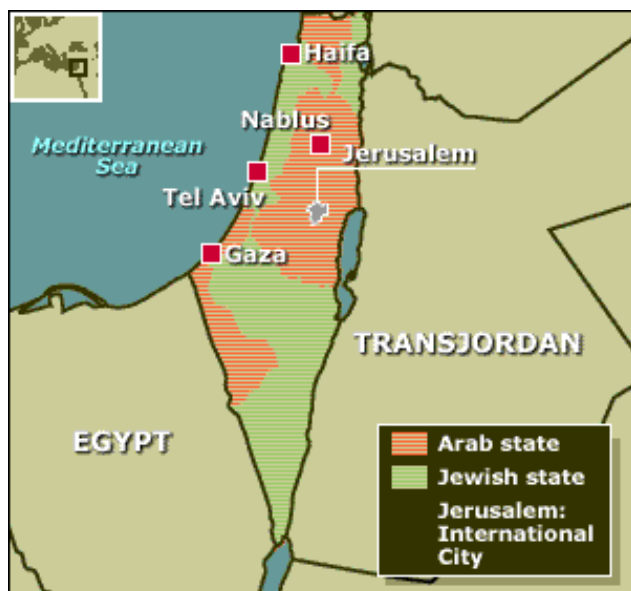 Haifa
Mediterranean
Sea
Nablus
Jerusalem
Tel Aviv
Gaza
TRANSJORDAN
EGYPT
Arab state
Jewish state
Jerusalem:
International
City